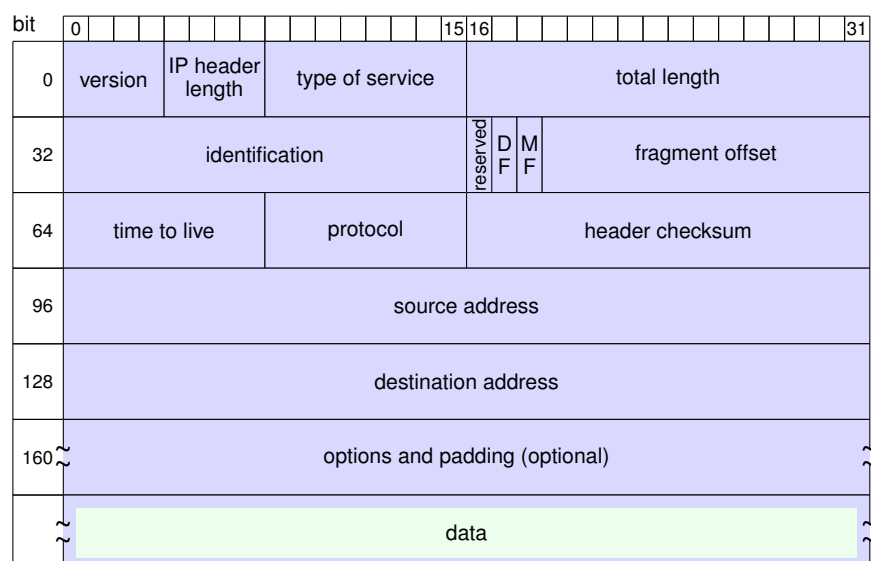 bit 0 15 16 31
0 version IP header length type of service total length
32 identification reserved DF MF fragment offset
64 time to live protocol header checksum
96 source address
128 destination address
160 options and padding (optional)
data